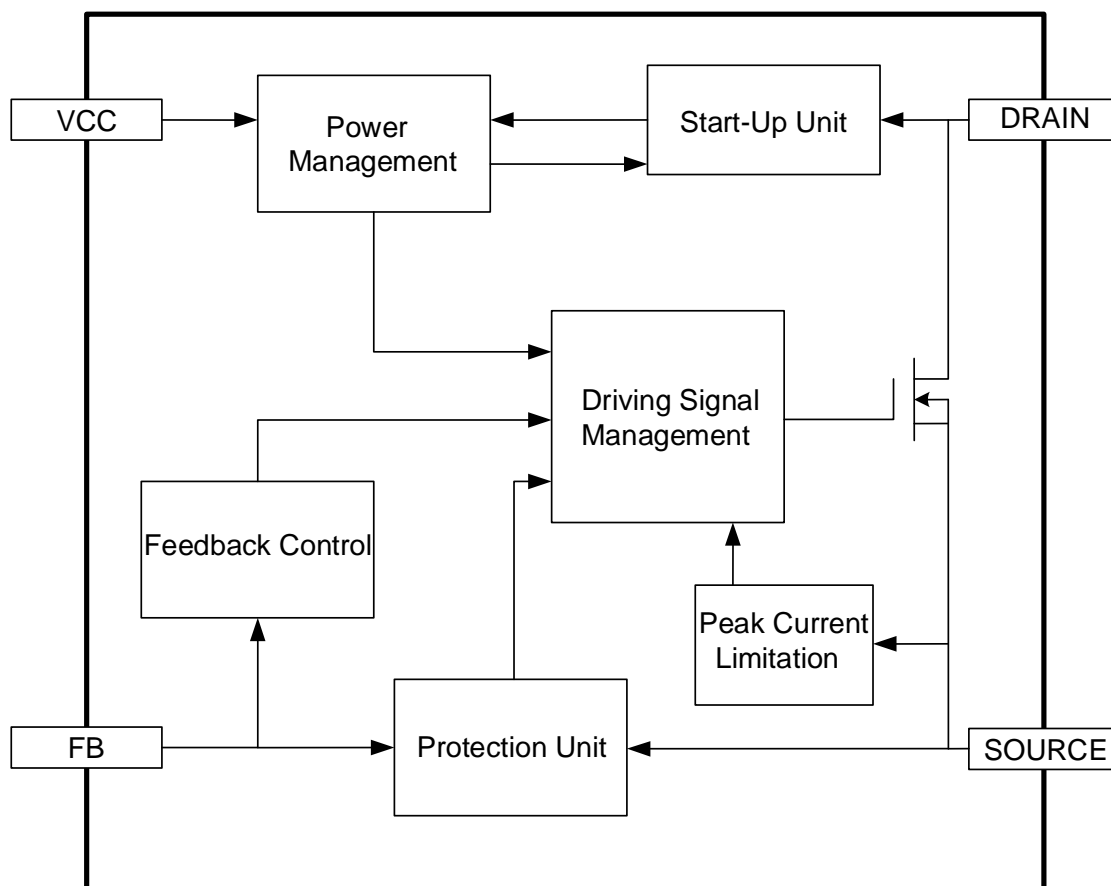 VCC
Power
Management
Start-Up Unit
DRAIN
Driving Signal
Management
Feedback Control
Peak Current
Limitation
FB
Protection Unit
SOURCE